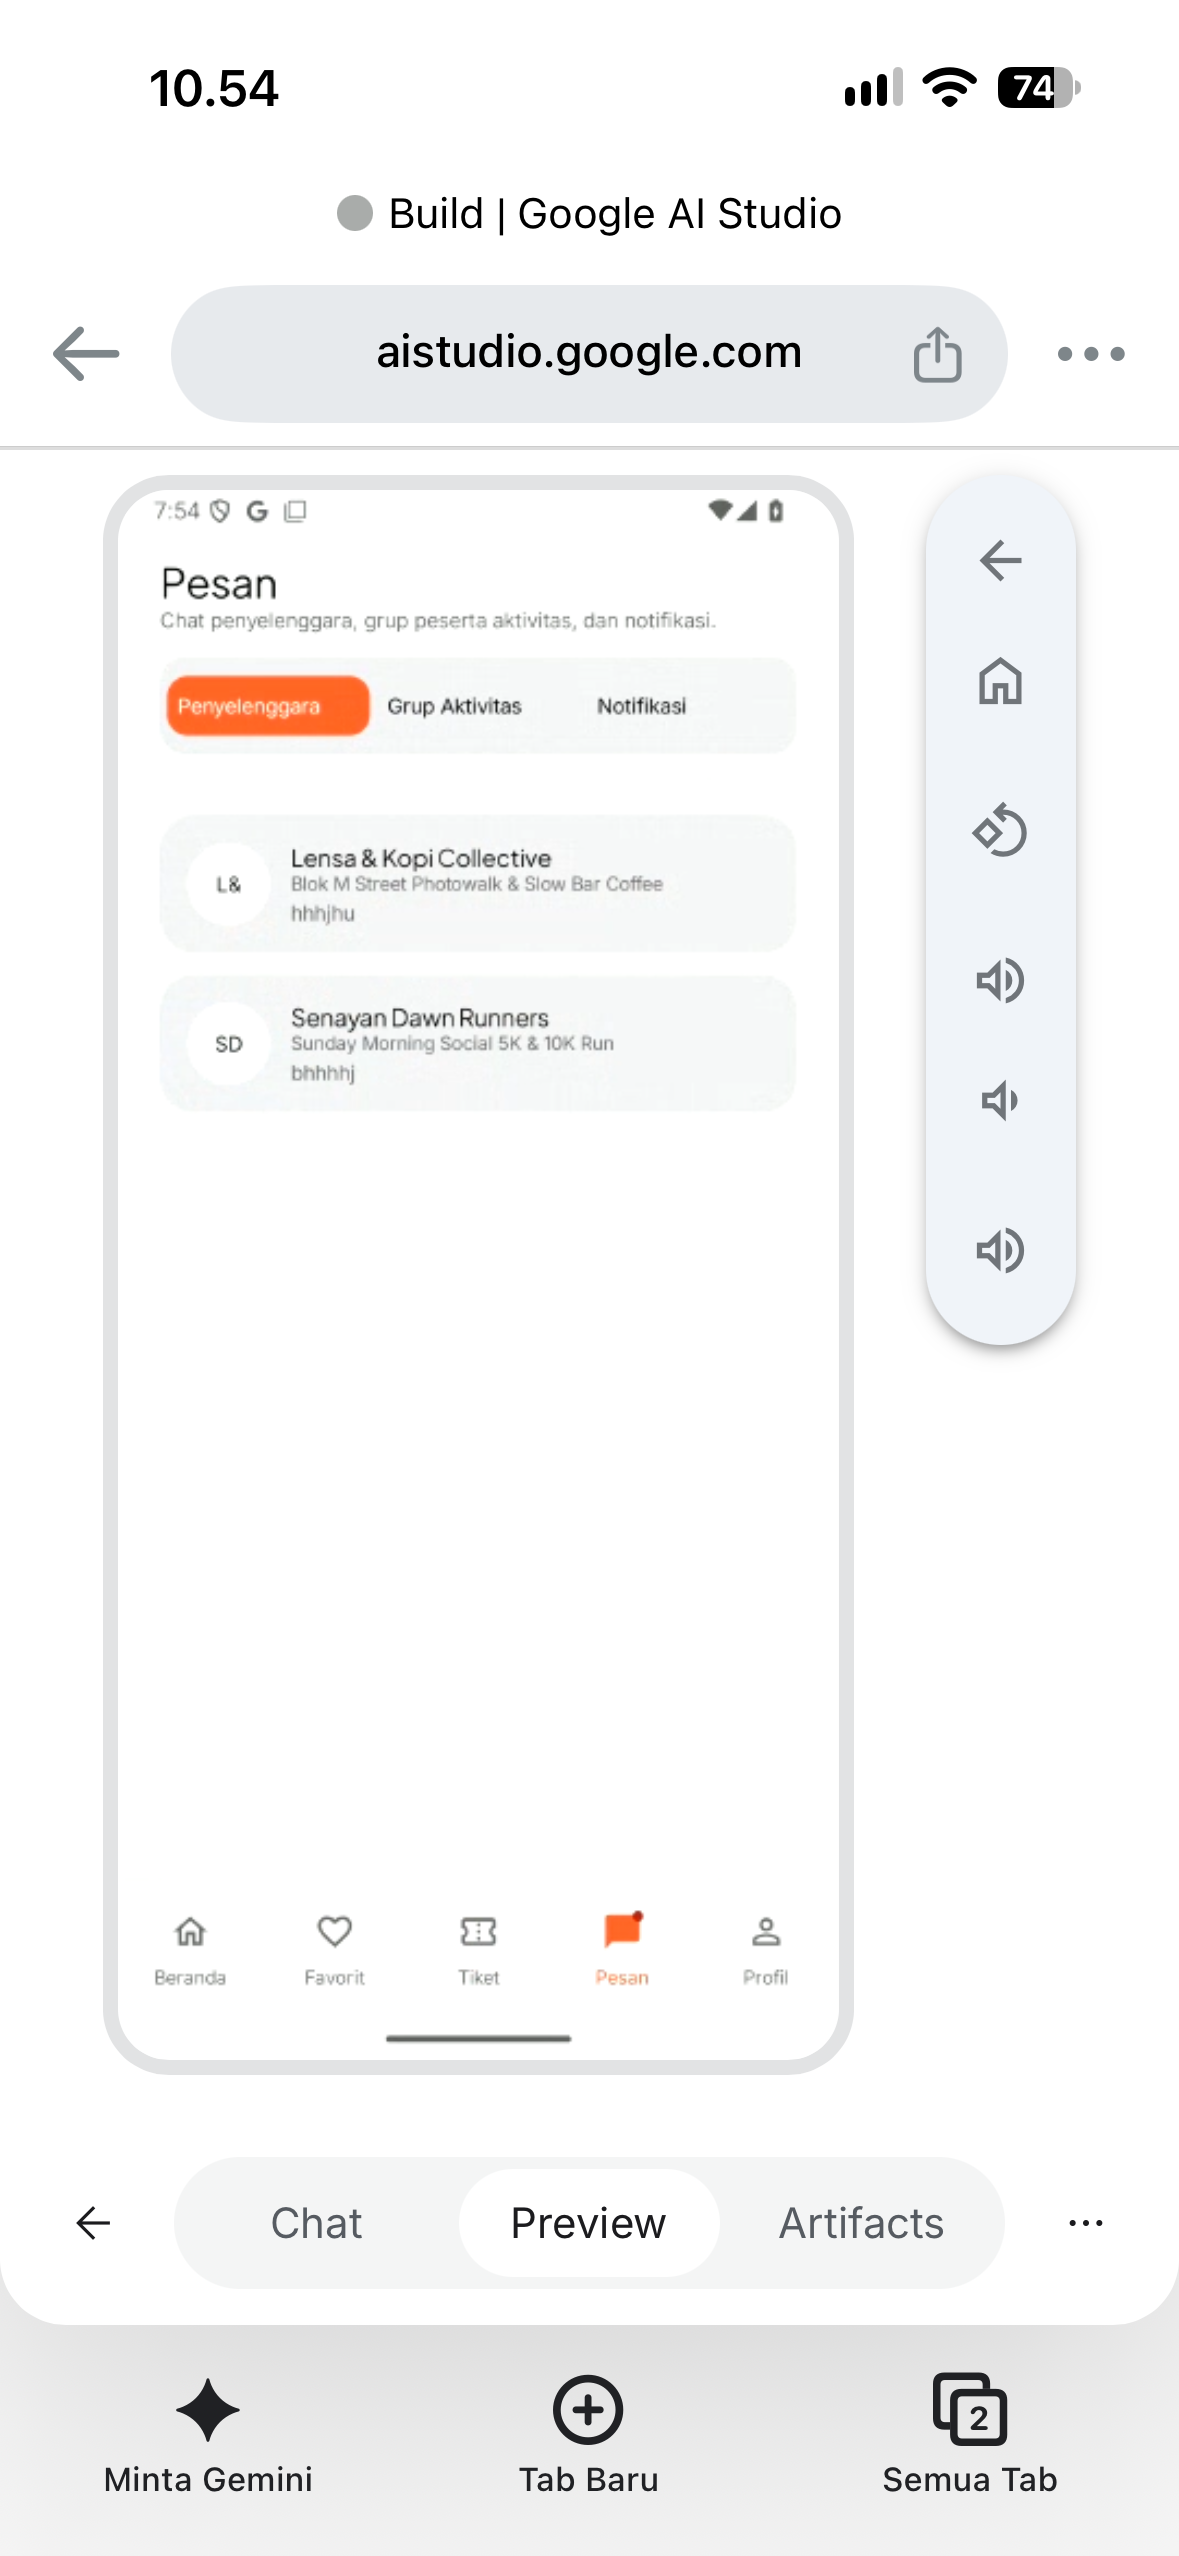 10.54
74
Build | Google AI Studio
aistudio.google.com
7:54 G
Pesan
Chat penyelenggara, grup peserta aktivitas, dan notifikasi.
Penyelenggara Grup Aktivitas Notifikasi
L&
Lensa & Kopi Collective
Blok M Street Photowalk & Slow Bar Coffee
hhhjhu
SD
Senayan Dawn Runners
Sunday Morning Social 5K & 10K Run
bhhhhj
Beranda Favorit Tiket Pesan Profil
Chat Preview Artifacts
2
Minta Gemini Tab Baru Semua Tab